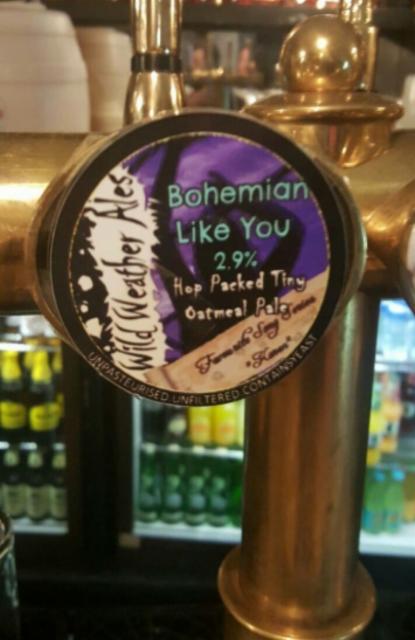 Wild Weather Ales
Bohemian
Like You
2.9%
Hop Packed Tiny
Oatmeal Pale
UNPASTEURISED.UNFILTERED.CONTAINS YEAST